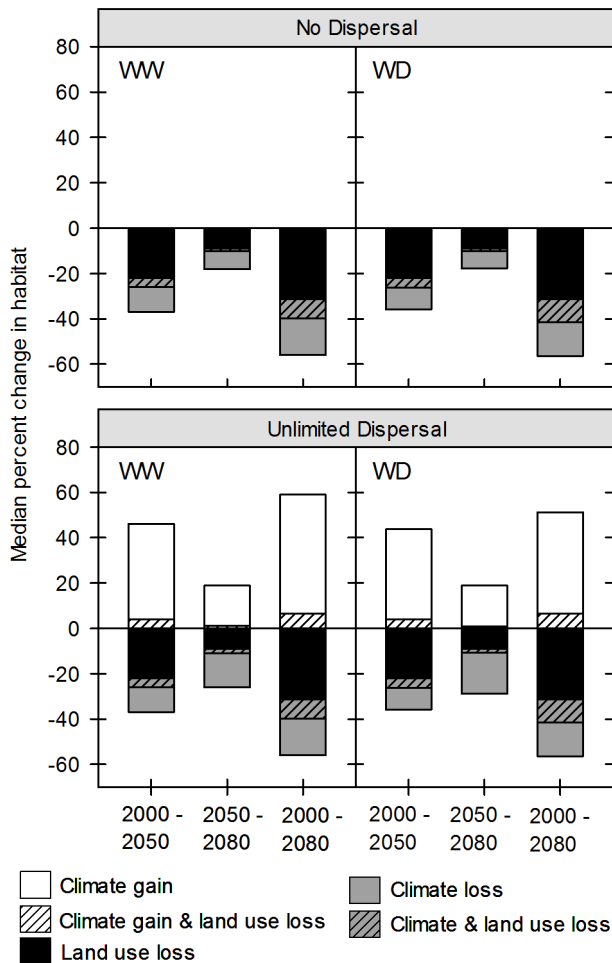 No Dispersal
WW
WD
80
60
40
20
0
-20
-40
-60
Median percent change in habitat
Unlimited Dispersal
WW
WD
80
60
40
20
0
-20
-40
-60
2000 -
2050
2050 -
2080
2000 -
2080
2000 -
2050
2050 -
2080
2000 -
2080
Climate gain
Climate loss
Climate gain & land use loss
Climate & land use loss
Land use loss